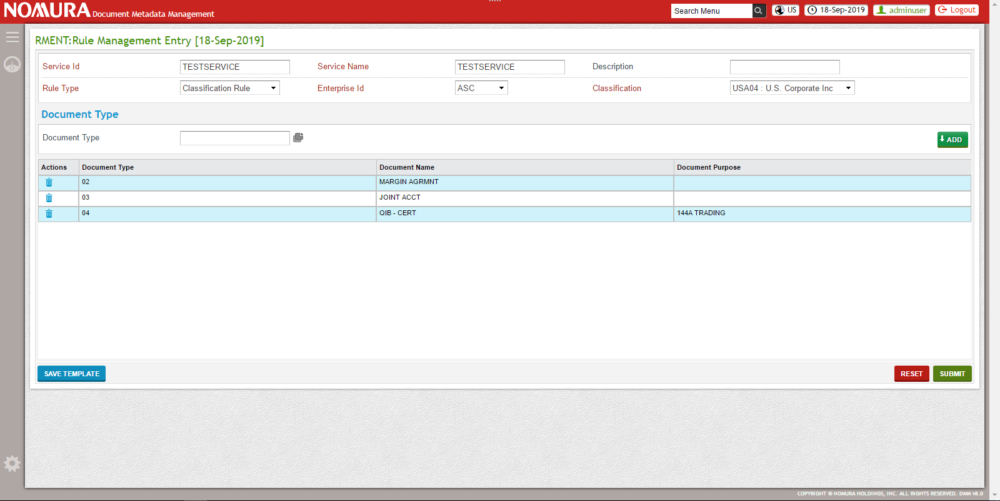 NOMURA Document Metadata Management Search Menu US 18-Sep-2019 adminuser Logout
RMENT:Rule Management Entry [18-Sep-2019]
Service Id TESTSERVICE Service Name TESTSERVICE Description
Rule Type Classification Rule Enterprise Id ASC Classification USA04 : U.S. Corporate Inc
Document Type
Document Type ADD
Actions Document Type Document Name Document Purpose
02 MARGIN AGRMNT
03 JOINT ACCT
04 QIB - CERT 144A TRADING
SAVE TEMPLATE RESET SUBMIT
COPYRIGHT © NOMURA HOLDINGS, INC. ALL RIGHTS RESERVED. DMM v8.0